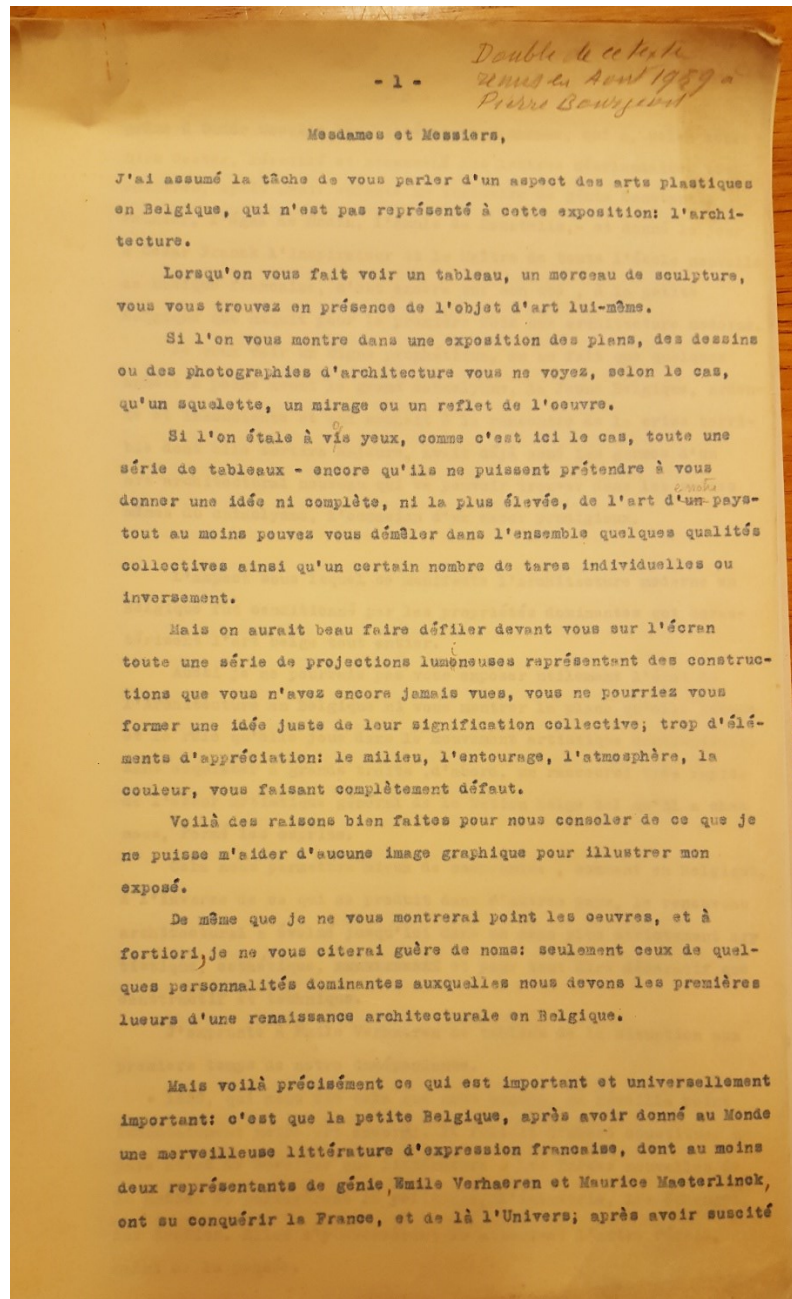 Double de ce texte
remis en Aout 1959 à
Pierre Bourgeois
- 1 -
Mesdames et Messiers,
J'ai assumé la tâche de vous parler d'un aspect des arts plastiques
en Belgique, qui n'est pas représenté à cette exposition: l'archi-
tecture.
Lorsqu'on vous fait voir un tableau, un morceau de sculpture,
vous vous trouvez en présence de l'objet d'art lui-même.
Si l'on vous montre dans une exposition des plans, des dessins
ou des photographies d'architecture vous ne voyez, selon le cas,
qu'un squelette, un mirage ou un reflet de l'oeuvre.
Si l'on étale à vos yeux, comme c'est ici le cas, toute une
série de tableaux - encore qu'ils ne puissent prétendre à vous
e notre
donner une idée ni complète, ni la plus élevée, de l'art d'un pays-
tout au moins pouvez vous démêler dans l'ensemble quelques qualités
collectives ainsi qu'un certain nombre de tares individuelles ou
inversement.
Mais on aurait beau faire défiler devant vous sur l'écran
toute une série de projections lumineuses représentant des construc-
tions que vous n'avez encore jamais vues, vous ne pourriez vous
former une idée juste de leur signification collective; trop d'élé-
ments d'appréciation: le milieu, l'entourage, l'atmosphère, la
couleur, vous faisant complètement défaut.
Voilà des raisons bien faites pour nous consoler de ce que je
ne puisse m'aider d'aucune image graphique pour illustrer mon
exposé.
De même que je ne vous montrerai point les oeuvres, et à
fortiori, je ne vous citerai guère de noms: seulement ceux de quel-
ques personnalités dominantes auxquelles nous devons les premières
lueurs d'une renaissance architecturale en Belgique.
Mais voilà précisément ce qui est important et universellement
important: c'est que la petite Belgique, après avoir donné au Monde
une merveilleuse littérature d'expression francaise, dont au moins
deux représentants de génie, Emile Verhaeren et Maurice Maeterlinck,
ont su conquérir la France, et de là l'Univers; après avoir suscité